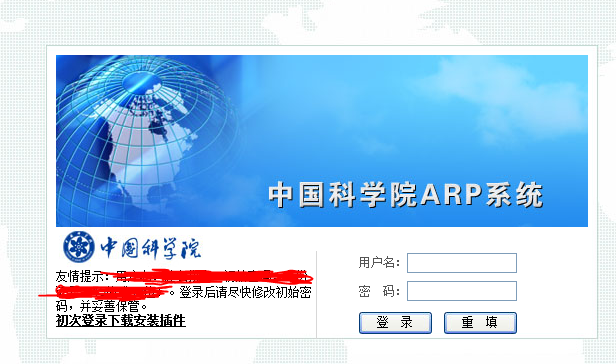 中国科学院ARP系统
中国科学院
友情提示：
。登录后请尽快修改初始密
码，并妥善保管。
初次登录下载安装插件
用户名：
密 码：
登 录
重 填